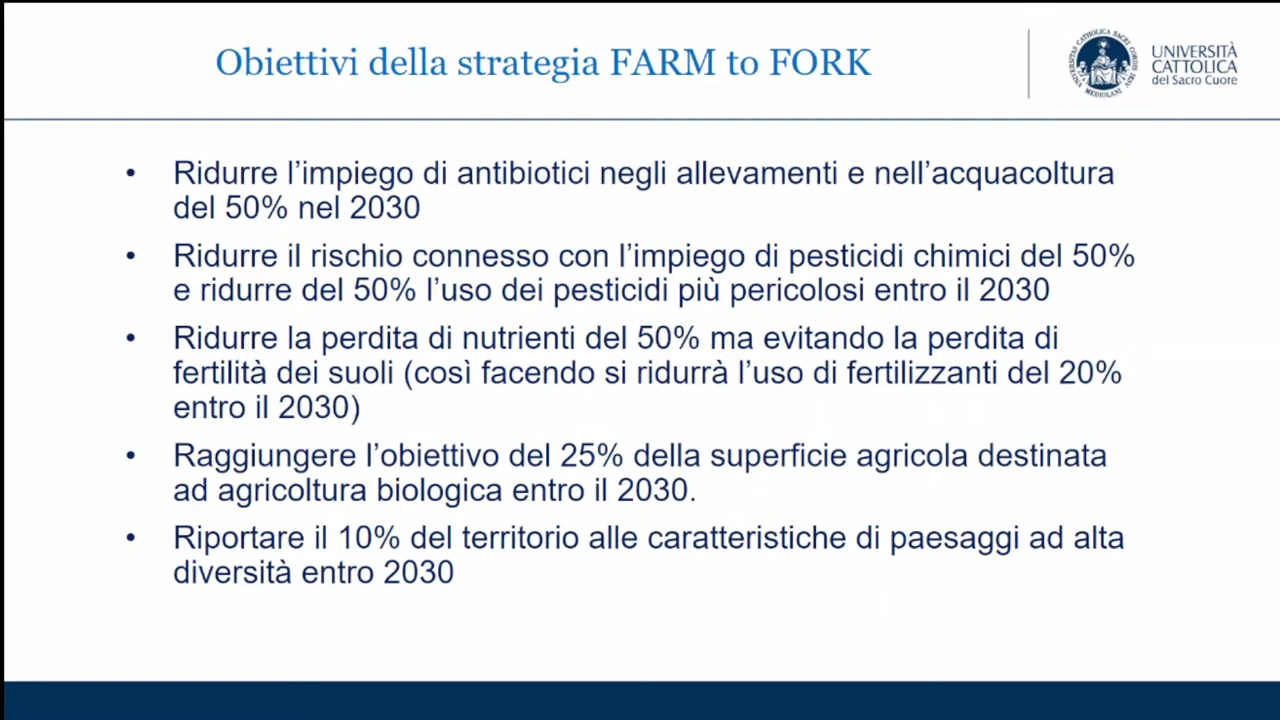 Obiettivi della strategia FARM to FORK
UNIVERSITÀ
CATTOLICA
del Sacro Cuore
• Ridurre l’impiego di antibiotici negli allevamenti e nell’acquacoltura
del 50% nel 2030
• Ridurre il rischio connesso con l’impiego di pesticidi chimici del 50%
e ridurre del 50% l’uso dei pesticidi più pericolosi entro il 2030
• Ridurre la perdita di nutrienti del 50% ma evitando la perdita di
fertilità dei suoli (così facendo si ridurrà l’uso di fertilizzanti del 20%
entro il 2030)
• Raggiungere l’obiettivo del 25% della superficie agricola destinata
ad agricoltura biologica entro il 2030.
• Riportare il 10% del territorio alle caratteristiche di paesaggi ad alta
diversità entro 2030